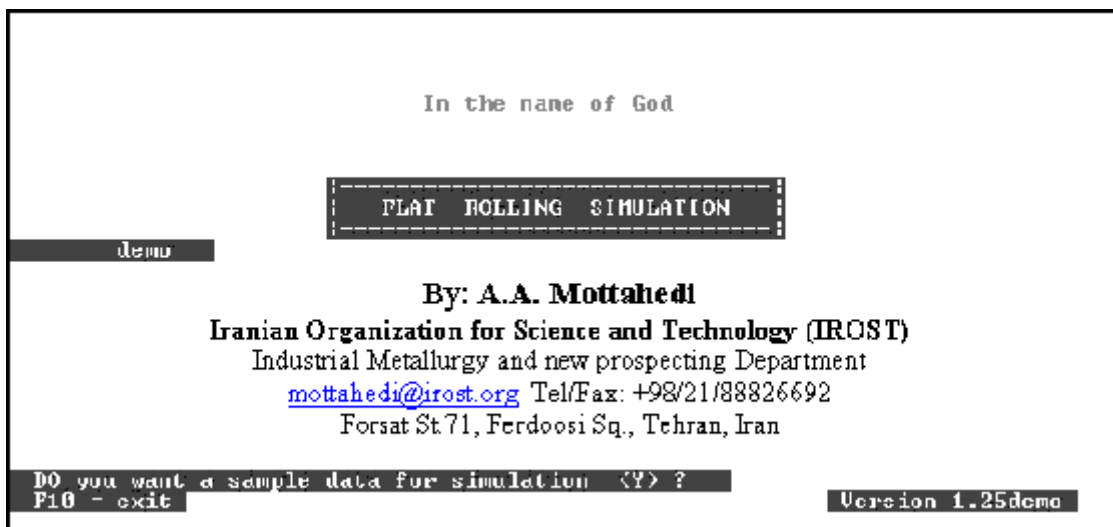 In the name of God
FLAT ROLLING SIMULATION
demo
By: A.A. Mottahedi
Iranian Organization for Science and Technology (IROST)
Industrial Metallurgy and new prospecting Department
mottahedi@irost.org Tel/Fax: +98/21/88826692
Forsat St.71, Ferdoosi Sq., Tehran, Iran
DO you want a sample data for simulation <Y> ?
F10 - exit
Version 1.25demo